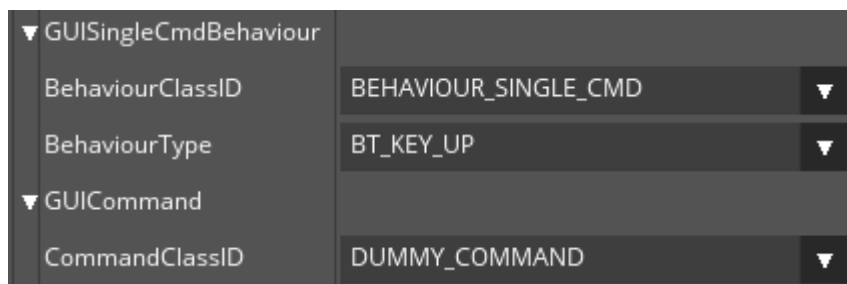 GUISingleCmdBehaviour
BehaviourClassID BEHAVIOUR_SINGLE_CMD
BehaviourType BT_KEY_UP
GUICommand
CommandClassID DUMMY_COMMAND